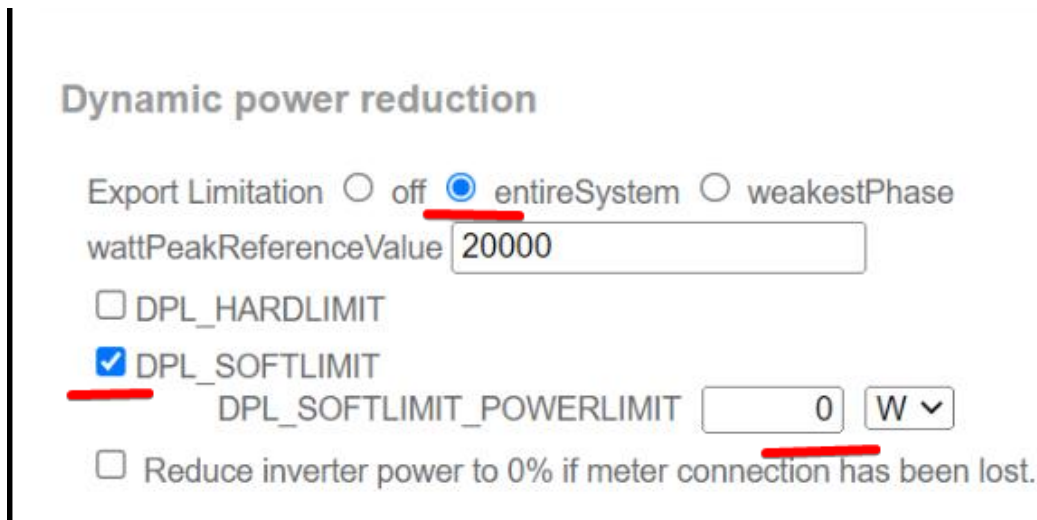 Dynamic power reduction
Export Limitation off entireSystem weakestPhase
wattPeakReferenceValue 20000
DPL_HARDLIMIT
DPL_SOFTLIMIT
DPL_SOFTLIMIT_POWERLIMIT 0 W
Reduce inverter power to 0% if meter connection has been lost.